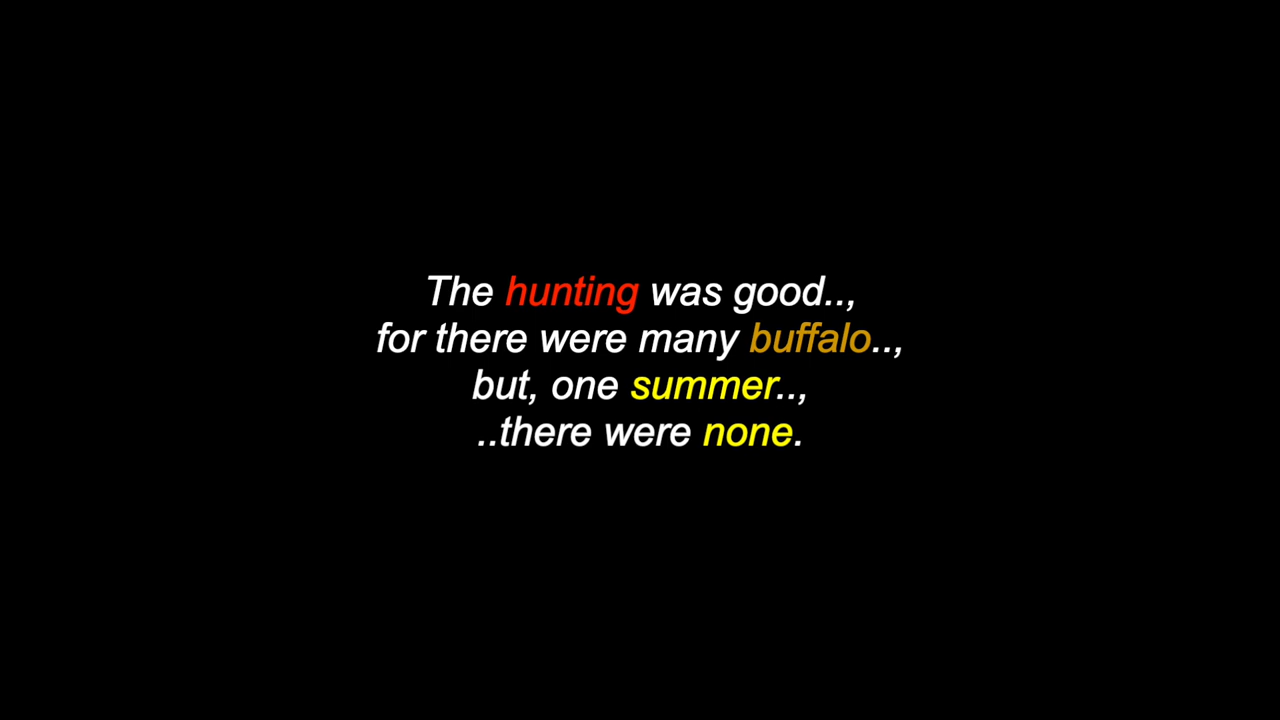 The hunting was good..,
for there were many buffalo..,
but, one summer..,
..there were none.